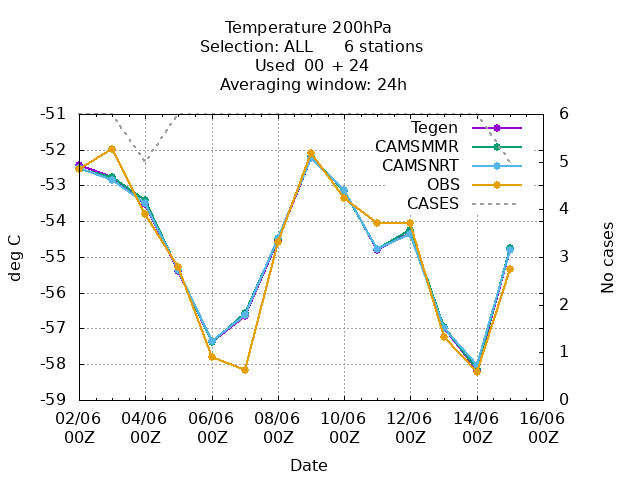 Temperature 200hPa
Selection: ALL 6 stations
Used 00 + 24
Averaging window: 24h
-51 6
Tegen
CAMSMMR
-52 5
CAMSNRT
-53
OBS
CASES
-54 4
-55 3
deg C
No cases
-56 2
-57
-58 1
-59 0
02/06 04/06 06/06 08/06 10/06 12/06 14/06 16/06
00Z 00Z 00Z 00Z 00Z 00Z 00Z 00Z
Date